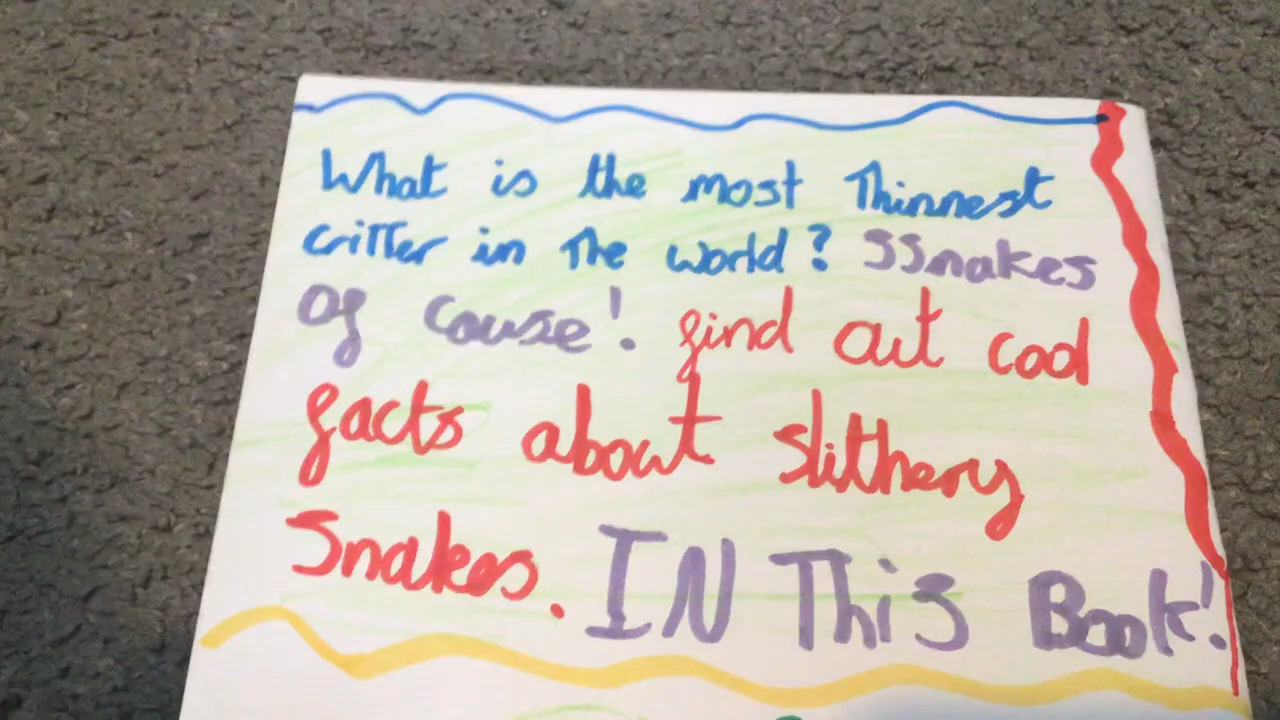 What is the most Thinnest
criTTer in The world? SSnakes
Of Couse! find out cool
facts about slithery
Snakes. IN This Book!